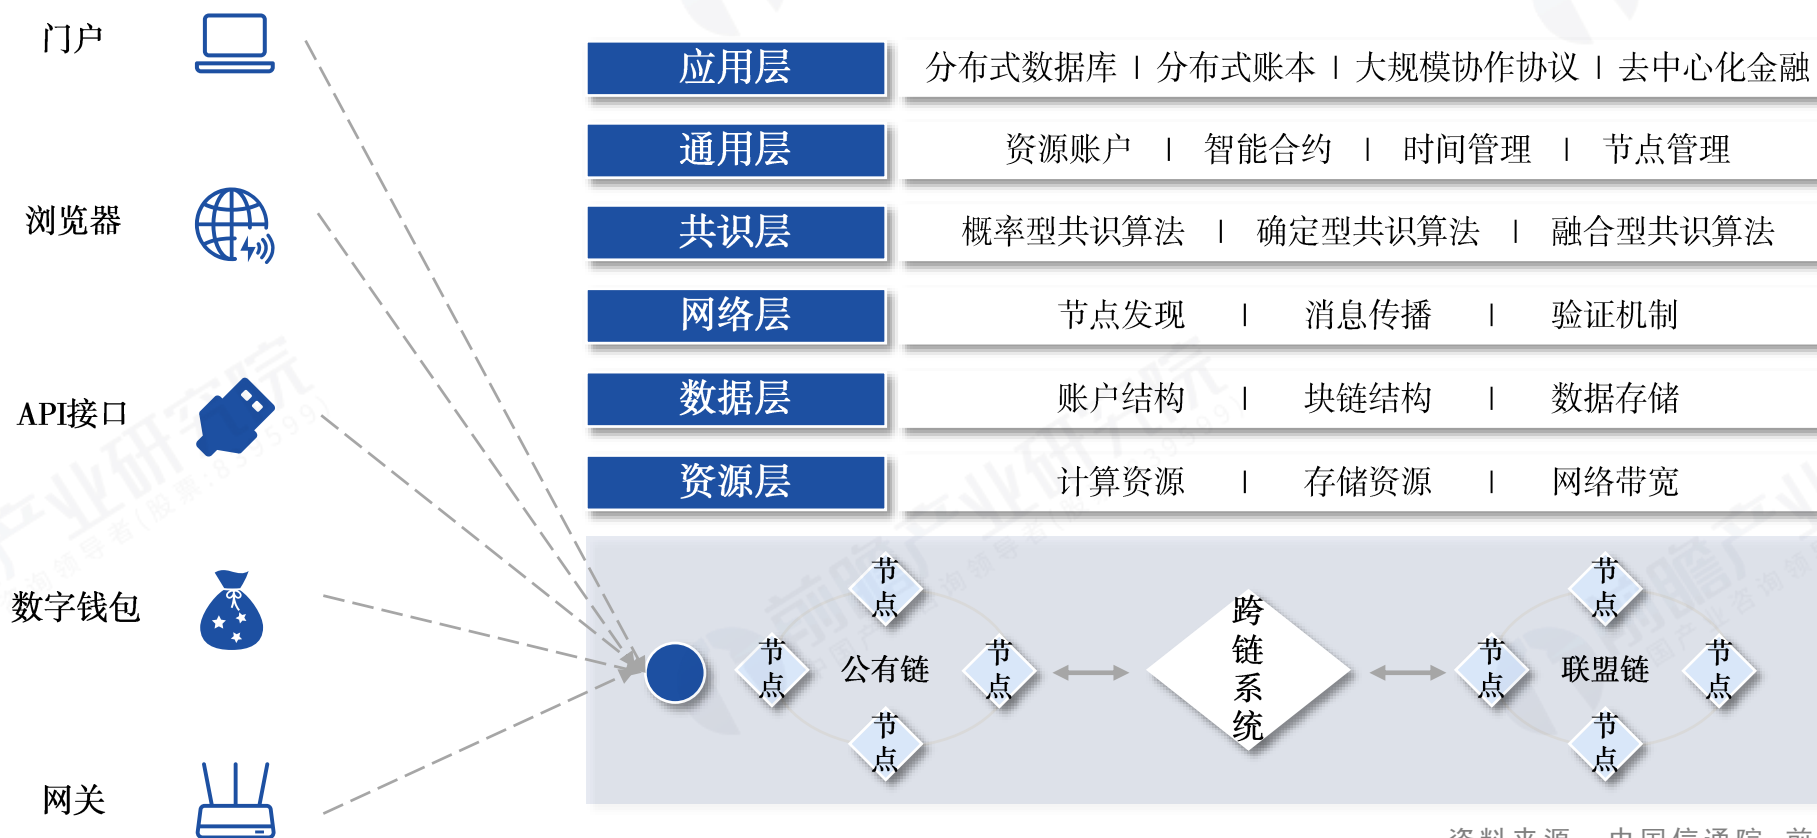 门户
浏览器
API接口
数字钱包
网关
应用层
分布式数据库 | 分布式账本 | 大规模协作协议 | 去中心化金融
通用层
资源账户 | 智能合约 | 时间管理 | 节点管理
共识层
概率型共识算法 | 确定型共识算法 | 融合型共识算法
网络层
节点发现 | 消息传播 | 验证机制
数据层
账户结构 | 块链结构 | 数据存储
资源层
计算资源 | 存储资源 | 网络带宽
节点
节点
公有链
节点
节点
跨链系统
节点
节点
联盟链
节点
节点